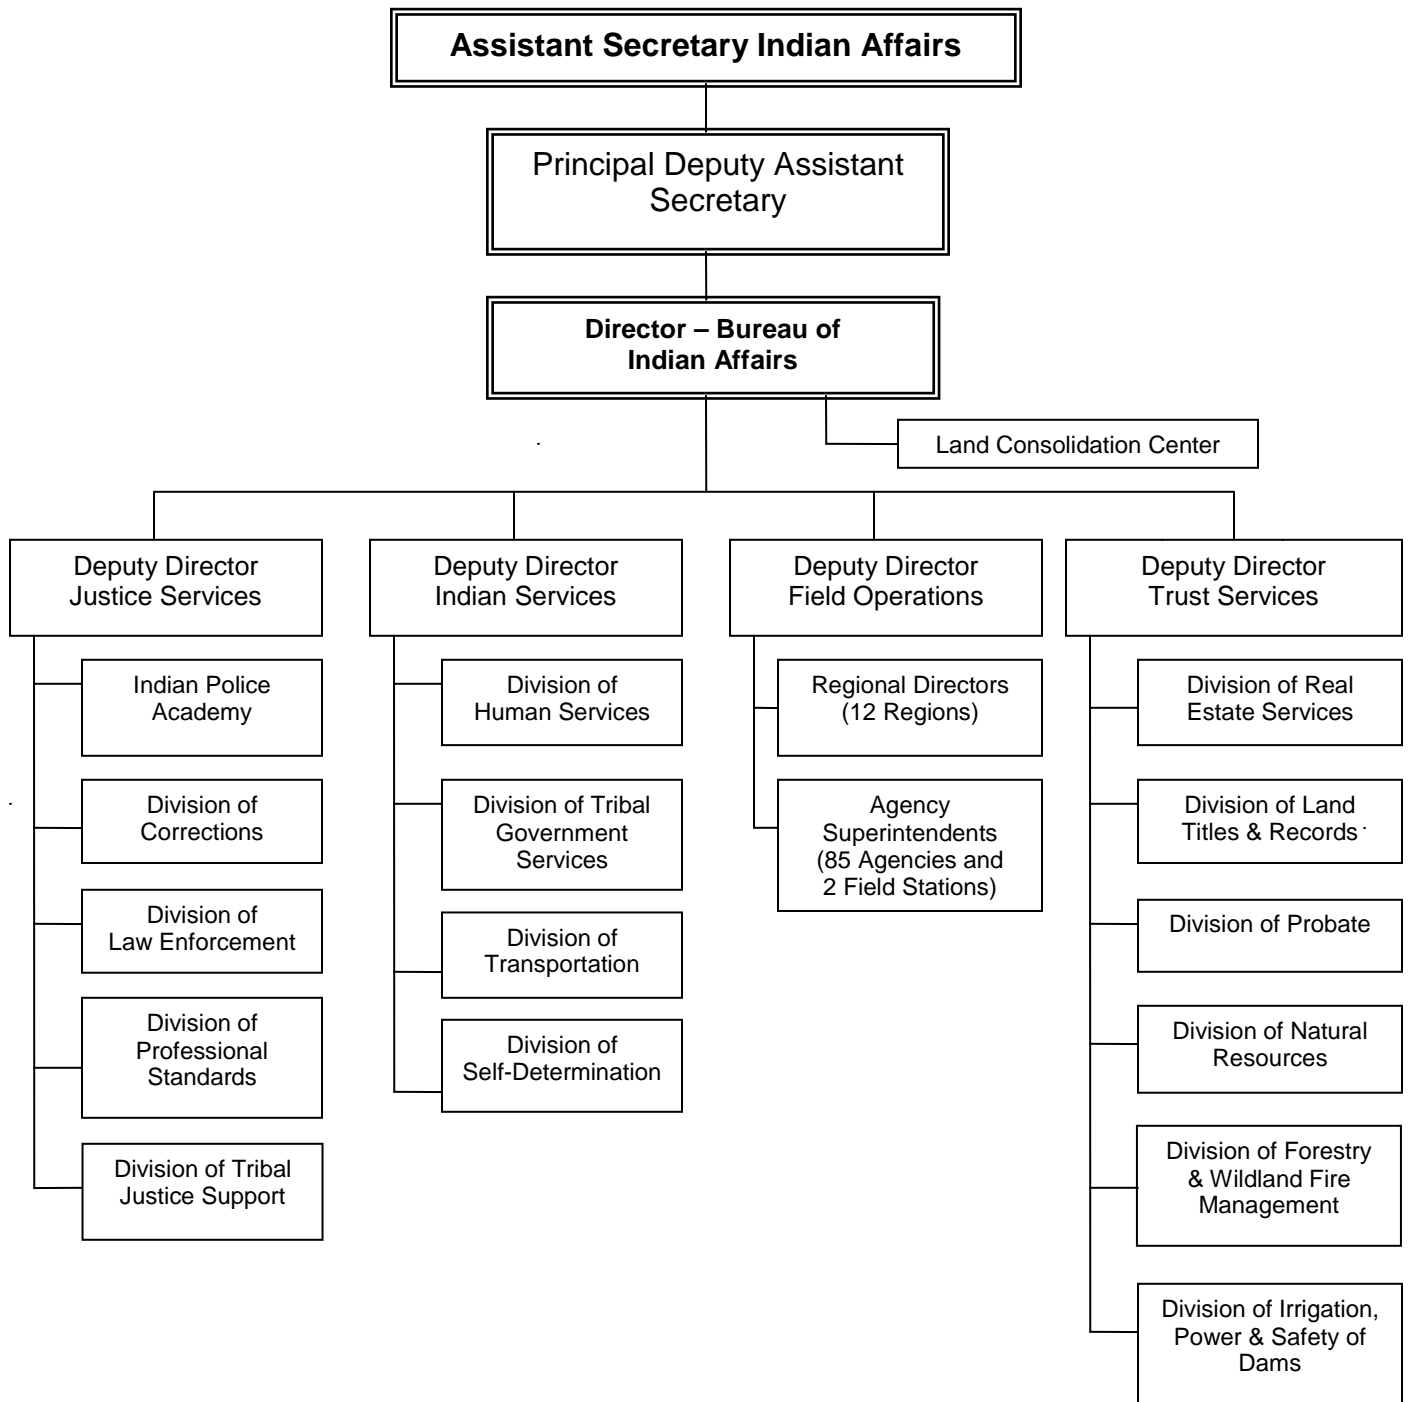 Assistant Secretary Indian Affairs
Principal Deputy Assistant
Secretary
Director – Bureau of
Indian Affairs
Land Consolidation Center
Deputy Director
Justice Services
Indian Police
Academy
Division of
Corrections
Division of
Law Enforcement
Division of
Professional
Standards
Division of Tribal
Justice Support
Deputy Director
Indian Services
Division of
Human Services
Division of Tribal
Government
Services
Division of
Transportation
Division of
Self-Determination
Deputy Director
Field Operations
Regional Directors
(12 Regions)
Agency
Superintendents
(85 Agencies and
2 Field Stations)
Deputy Director
Trust Services
Division of Real
Estate Services
Division of Land
Titles & Records
Division of Probate
Division of Natural
Resources
Division of Forestry
& Wildland Fire
Management
Division of Irrigation,
Power & Safety of
Dams